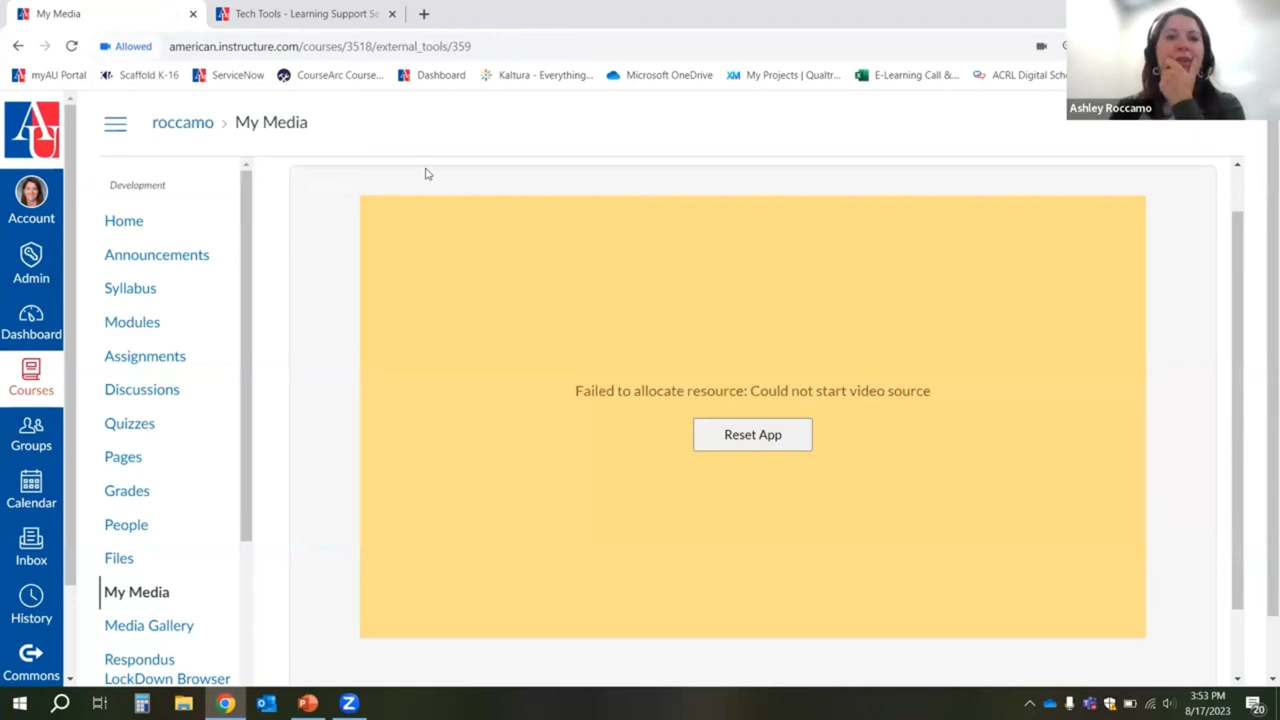 My Media
Tech Tools - Learning Support Se
Allowed
american.instructure.com/courses/3518/external_tools/359
myAU Portal
Scaffold K-16
ServiceNow
CourseArc Course...
Dashboard
Kaltura - Everything...
Microsoft OneDrive
My Projects | Qualtr...
E-Learning Call &...
ACRL Digital Sch
Ashley Roccamo
AU
roccamo > My Media
Account
Admin
Dashboard
Courses
Groups
Calendar
Inbox
History
Commons
Development
Home
Announcements
Syllabus
Modules
Assignments
Discussions
Quizzes
Pages
Grades
People
Files
My Media
Media Gallery
Respondus
LockDown Browser
Failed to allocate resource: Could not start video source
Reset App
3:53 PM
8/17/2023
20